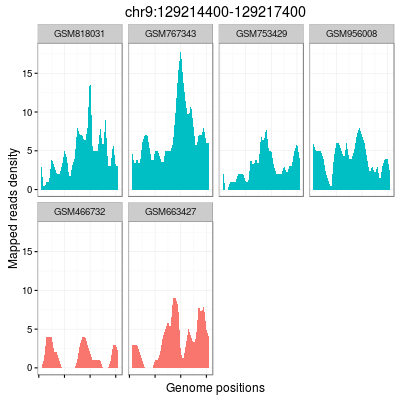 chr9:129214400-129217400
GSM818031 GSM767343 GSM753429 GSM956008
15
10
5
0
Mapped reads density
GSM466732 GSM663427
15
10
5
0
Genome positions